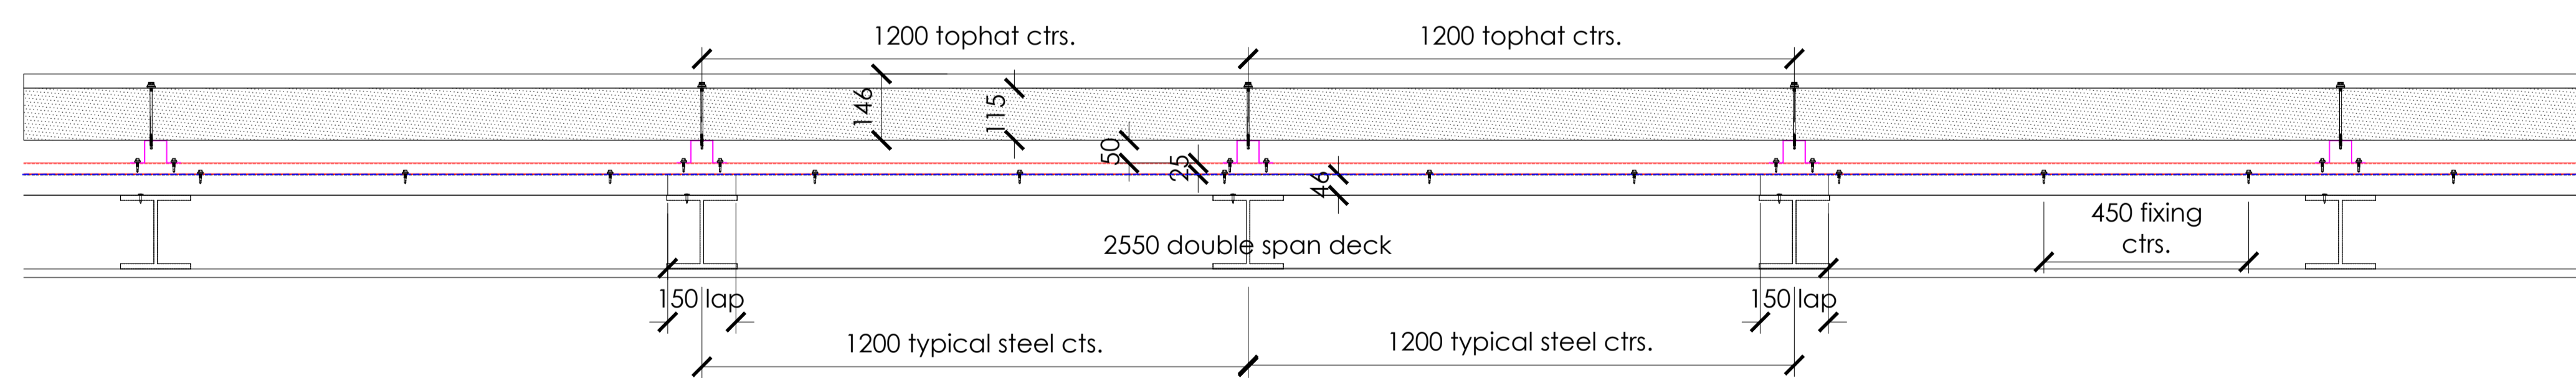 1200 tophat ctrs.
1200 tophat ctrs.
146
115
50
25
46
450 fixing
ctrs.
2550 double span deck
150 lap
150 lap
1200 typical steel cts.
1200 typical steel ctrs.